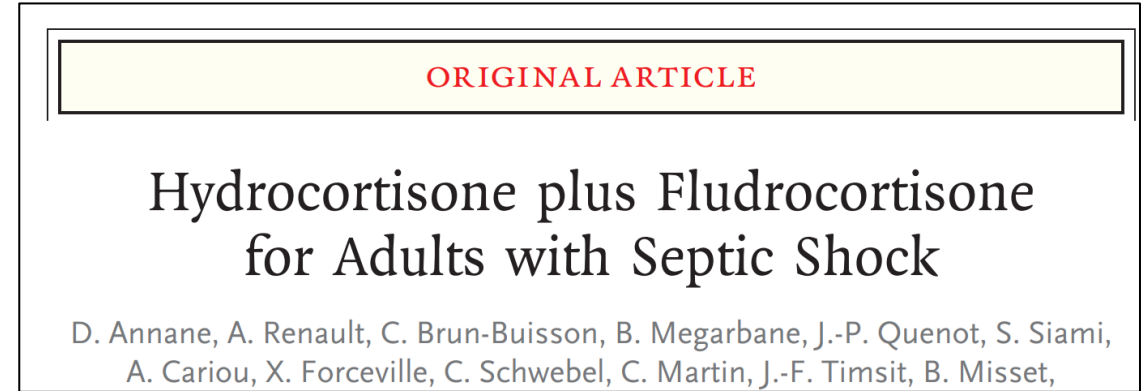 ORIGINAL ARTICLE
Hydrocortisone plus Fludrocortisone
for Adults with Septic Shock
D. Annane, A. Renault, C. Brun-Buisson, B. Megarbane, J.-P. Quenot, S. Siami,
A. Cariou, X. Forceville, C. Schwebel, C. Martin, J.-F. Timsit, B. Misset,